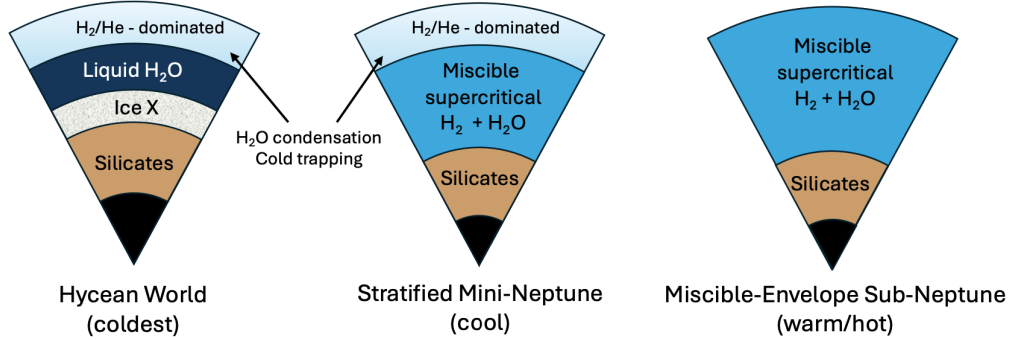 H₂/He - dominated
Liquid H₂O
Ice X
Silicates
Hycean World
(coldest)
H₂O condensation
Cold trapping
H₂/He - dominated
Miscible
supercritical
H₂ + H₂O
Silicates
Stratified Mini-Neptune
(cool)
Miscible
supercritical
H₂ + H₂O
Silicates
Miscible-Envelope Sub-Neptune
(warm/hot)